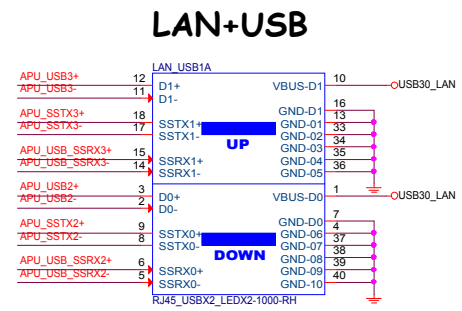 LAN+USB
LAN_USB1A
APU_USB3+ 12 D1+ VBUS-D1 10 USB30_LAN
APU_USB3- 11 D1-
GND-D1 16
APU_SSTX3+ 18 SSTX1+ GND-01 13
APU_SSTX3- 17 SSTX1- GND-02 33
UP GND-03 34
APU_USB_SSRX3+ 15 SSRX1+ GND-04 35
APU_USB_SSRX3- 14 SSRX1- GND-05 36
APU_USB2+ 3 D0+ VBUS-D0 1 USB30_LAN
APU_USB2- 2 D0-
GND-D0 7
APU_SSTX2+ 9 SSTX0+ GND-06 4
APU_SSTX2- 8 SSTX0- GND-07 37
DOWN GND-08 38
APU_USB_SSRX2+ 6 SSRX0+ GND-09 39
APU_USB_SSRX2- 5 SSRX0- GND-10 40
RJ45_USBX2_LEDX2-1000-RH